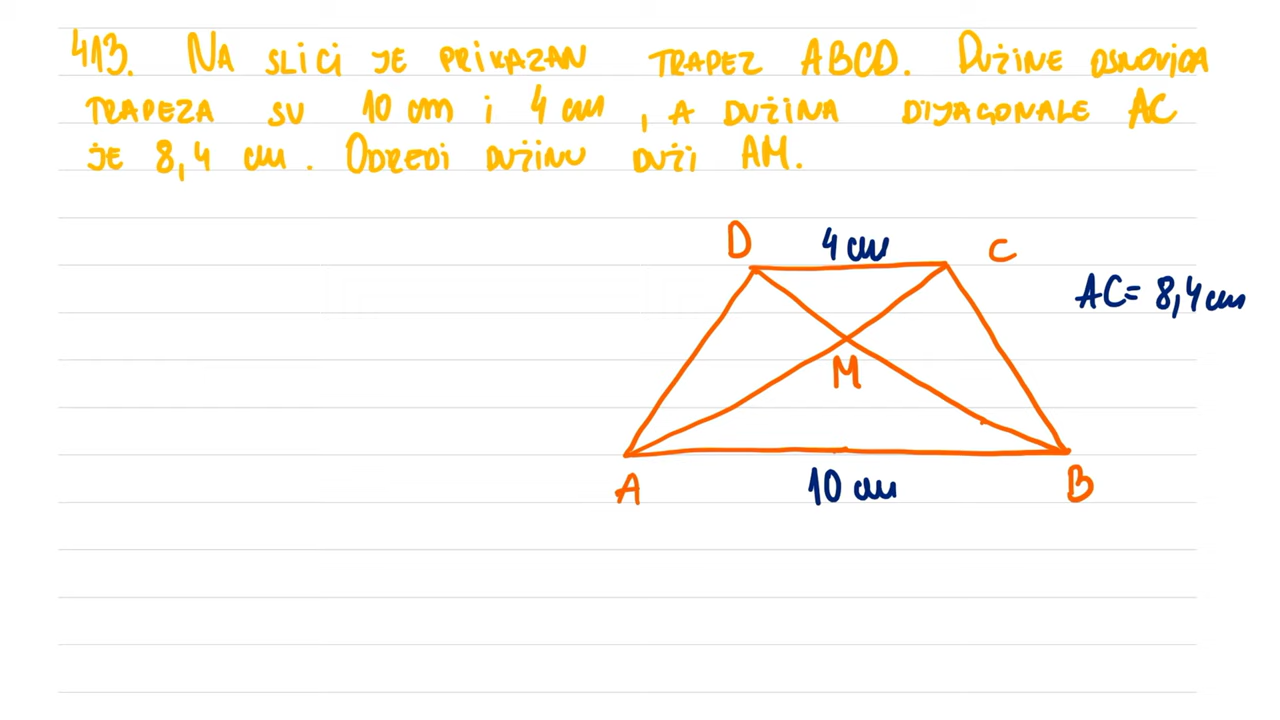 413. NA SLICI JE PRIKAZAN TRAPEZ ABCD. DUŽINE OSNOVICA
TRAPEZA SU 10 cm i 4 cm, A DUŽINA DIJAGONALE AC
JE 8,4 cm. ODREDI DUŽINU DUŽI AM.
D 4 cm C
AC = 8,4 cm
M
A 10 cm B